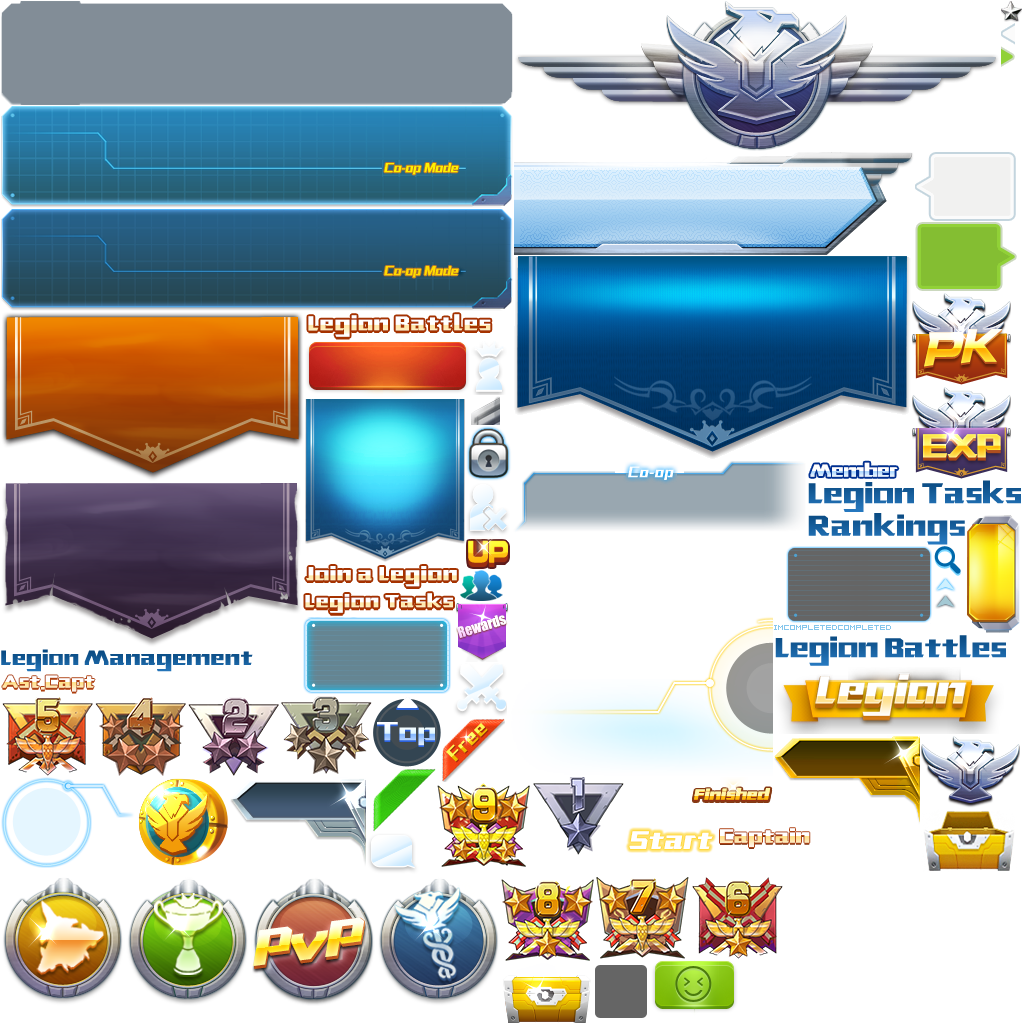 Co-op Mode
Co-op Mode
Legion Battles
PK
EXP
Co-op
Member
Legion Tasks
Rankings
UP
Join a Legion
Legion Tasks
Rewards
IMCOMPLETEDCOMPLETED
Legion Battles
Legion Management
Ast.Capt
Legion
5
4
2
3
Top
Free
9
1
Finished
Start
Captain
PvP
8
7
6